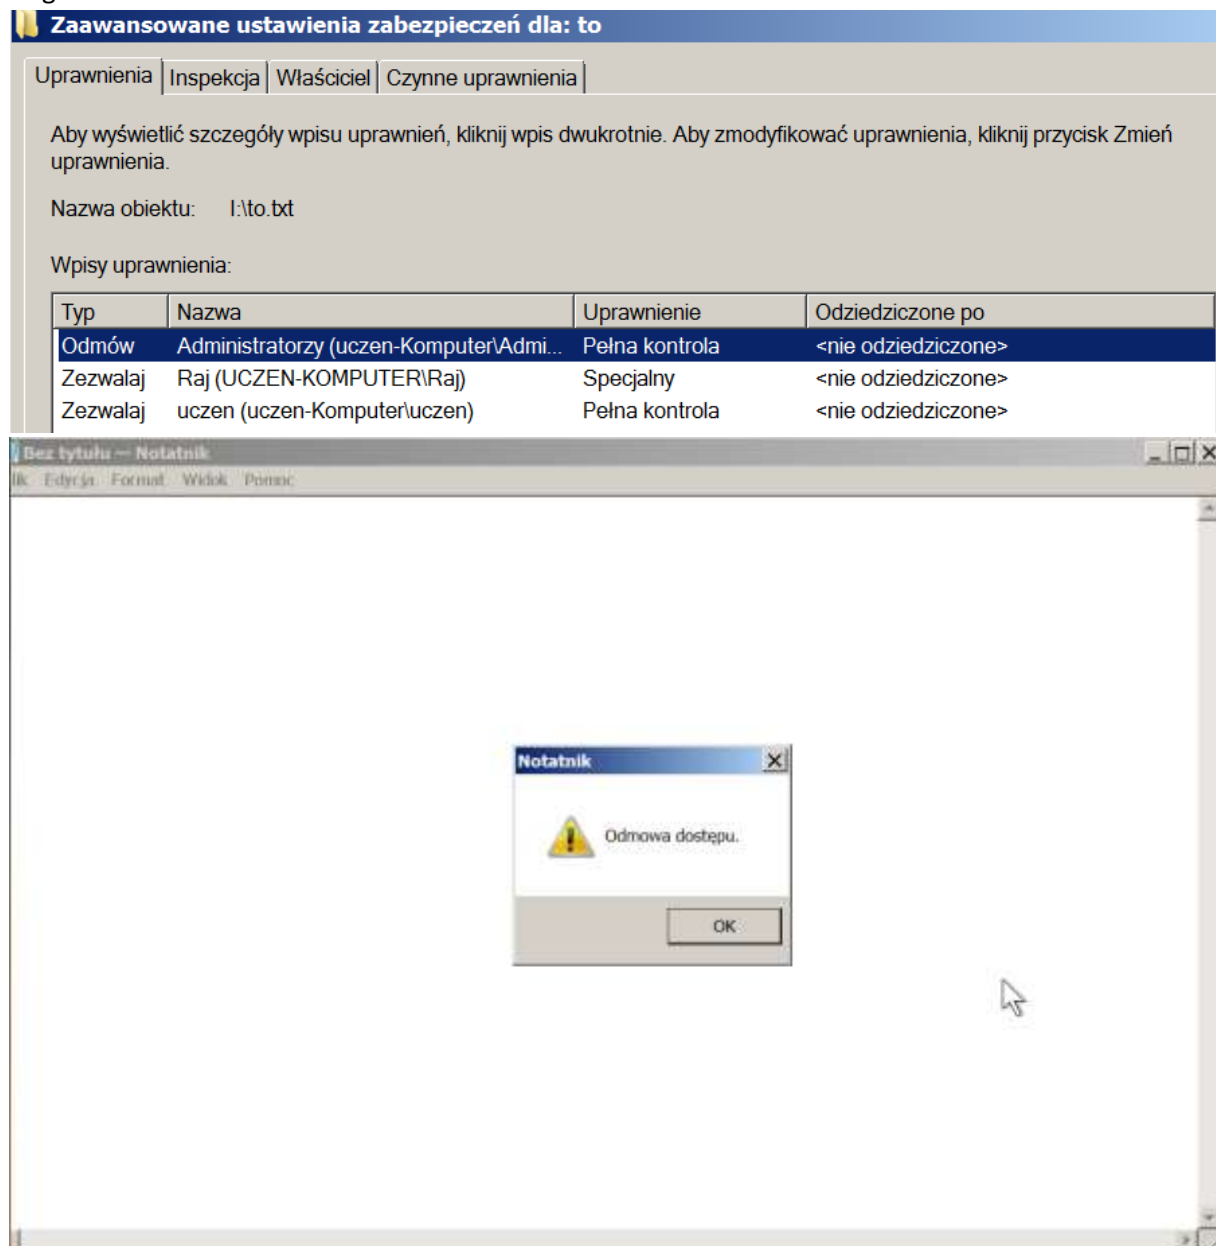 Zaawansowane ustawienia zabezpieczeń dla: to
Uprawnienia Inspekcja Właściciel Czynne uprawnienia
Aby wyświetlić szczegóły wpisu uprawnień, kliknij wpis dwukrotnie. Aby zmodyfikować uprawnienia, kliknij przycisk Zmień
uprawnienia.
Nazwa obiektu: I:\to.txt
Wpisy uprawnienia:
Typ Nazwa Uprawnienie Odziedziczone po
Odmów Administratorzy (uczen-Komputer\Admi... Pełna kontrola <nie odziedziczone>
Zezwalaj Raj (UCZEN-KOMPUTER\Raj) Specjalny <nie odziedziczone>
Zezwalaj uczen (uczen-Komputer\uczen) Pełna kontrola <nie odziedziczone>
Bez tytułu — Notatnik
lik Edycja Format Widok Pomoc
Notatnik
Odmowa dostępu.
OK